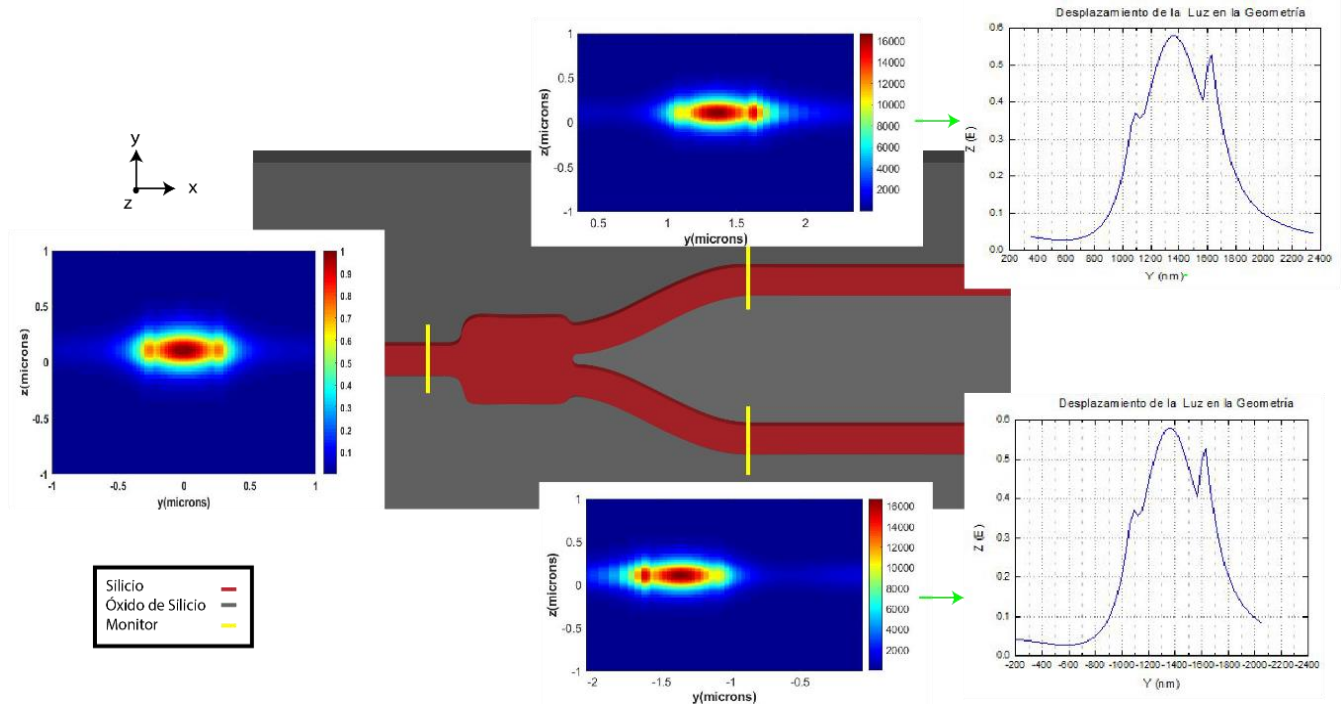 Desplazamiento de la Luz en la Geometría
0.6
0.5
0.4
0.3
0.2
0.1
0.0
Z (E)
200 400 600 800 1000 1200 1400 1600 1800 2000 2200 2400
Y (nm)
1
0.5
0
-0.5
-1
z(microns)
0.5 1 1.5 2
y(microns)
16000
14000
12000
10000
8000
6000
4000
2000
y
x
z
1
0.5
0
-0.5
-1
z(microns)
-1 -0.5 0 0.5 1
y(microns)
1
0.9
0.8
0.7
0.6
0.5
0.4
0.3
0.2
0.1
Desplazamiento de la Luz en la Geometría
0.6
0.5
0.4
0.3
0.2
0.1
0.0
Z (E)
-200 -400 -600 -800 -1000 -1200 -1400 -1600 -1800 -2000 -2200 -2400
Y (nm)
1
0.5
0
-0.5
-1
z(microns)
-2 -1.5 -1 -0.5
y(microns)
16000
14000
12000
10000
8000
6000
4000
2000
Silicio
Óxido de Silicio
Monitor